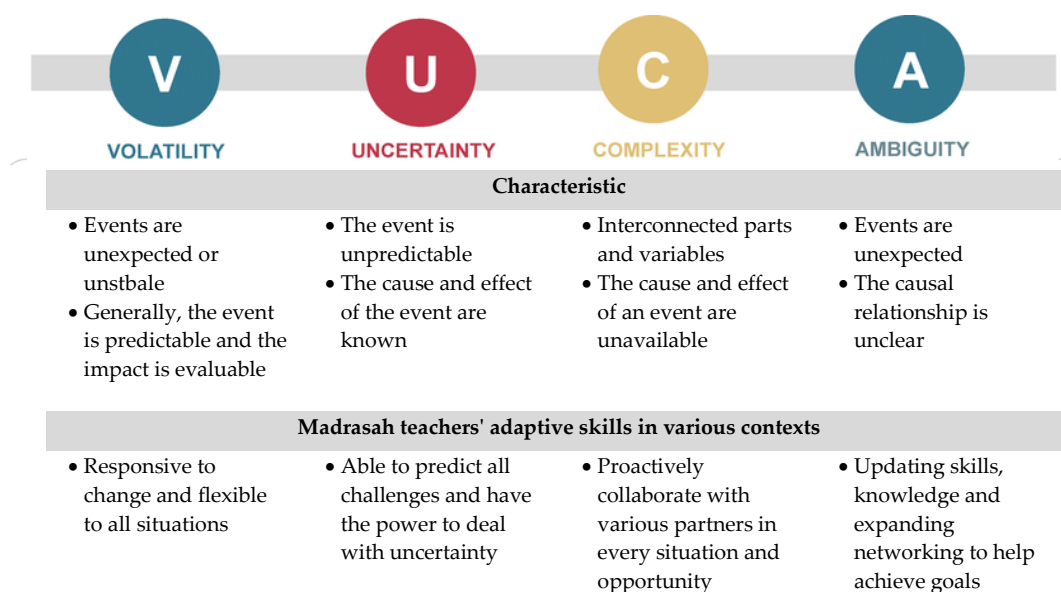 V
U
C
A
VOLATILITY
UNCERTAINTY
COMPLEXITY
AMBIGUITY
Characteristic
• Events are
unexpected or
unstbale
• Generally, the event
is predictable and the
impact is evaluable
• The event is
unpredictable
• The cause and effect
of the event are
known
• Interconnected parts
and variables
• The cause and effect
of an event are
unavailable
• Events are
unexpected
• The causal
relationship is
unclear
Madrasah teachers' adaptive skills in various contexts
• Responsive to
change and flexible
to all situations
• Able to predict all
challenges and have
the power to deal
with uncertainty
• Proactively
collaborate with
various partners in
every situation and
opportunity
• Updating skills,
knowledge and
expanding
networking to help
achieve goals